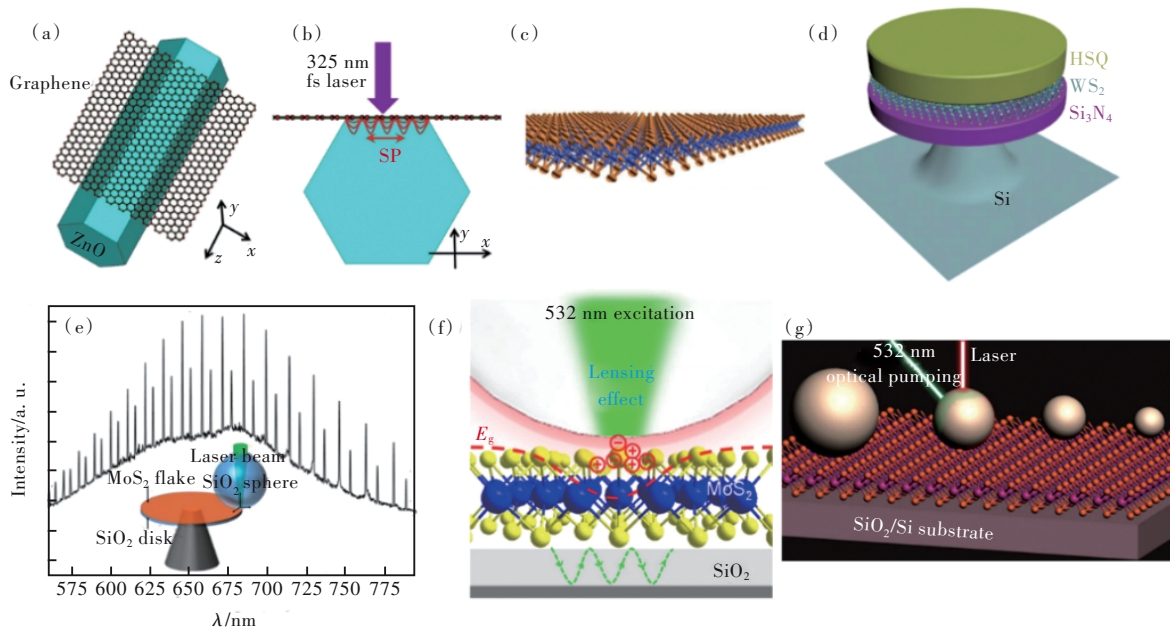 (a)
Graphene
ZnO
y
x
z
(b)
325 nm
fs laser
SP
y
x
(c)
(d)
HSQ
WS₂
Si₃N₄
Si
(e)
Intensity/a. u.
Laser beam
MoS₂ flake
SiO₂ sphere
SiO₂ disk
575 600 625 650 675 700 725 750 775
λ/nm
(f)
532 nm excitation
Lensing
effect
E_g
MoS₂
SiO₂
(g)
532 nm
optical pumping
Laser
SiO₂/Si substrate